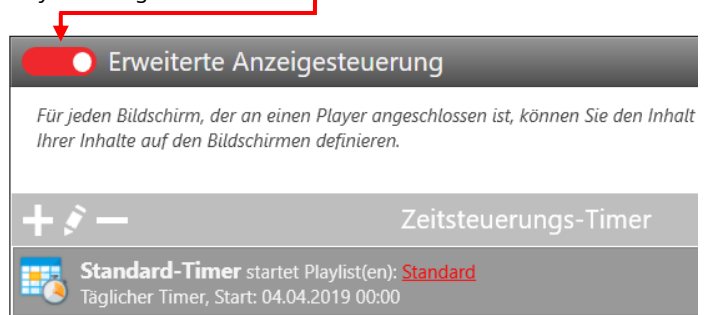 Erweiterte Anzeigesteuerung
Für jeden Bildschirm, der an einen Player angeschlossen ist, können Sie den Inhalt
Ihrer Inhalte auf den Bildschirmen definieren.
Zeitsteuerungs-Timer
Standard-Timer startet Playlist(en): Standard
Täglicher Timer, Start: 04.04.2019 00:00